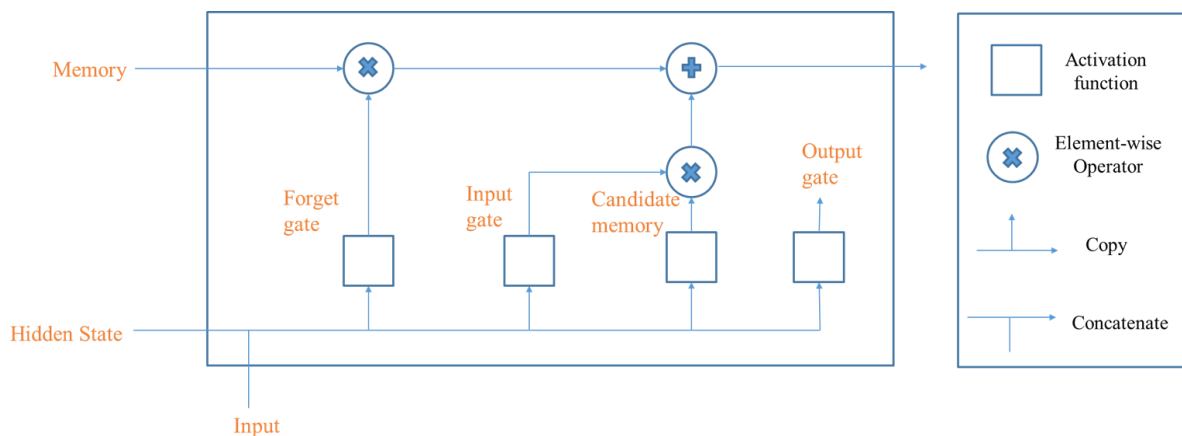 Memory
Forget
gate
Input
gate
Candidate
memory
Output
gate
Hidden State
Input
Activation
function
Element-wise
Operator
Copy
Concatenate